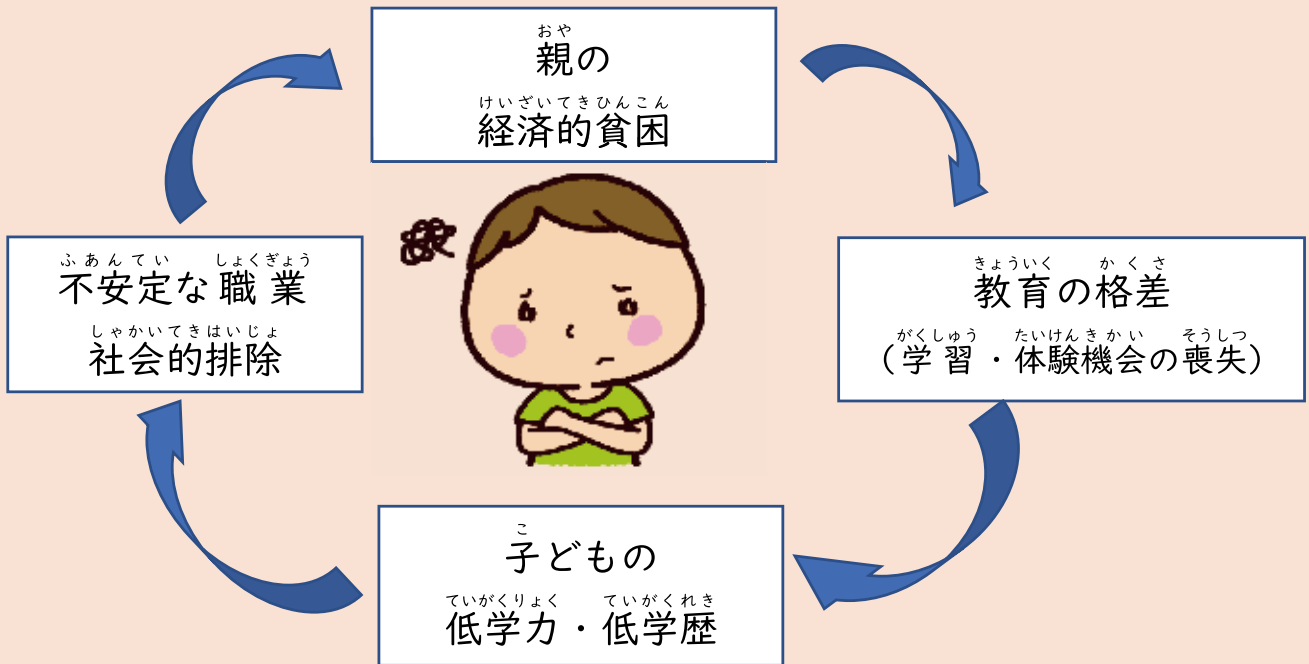 おや
親の
けいざいてきひんこん
経済的貧困
ふあんてい しょくぎょう
不安定な職業
しゃかいてきはいじょ
社会的排除
きょういく かくさ
教育の格差
がくしゅう たいけんきかい そうしつ
(学習・体験機会の喪失)
こ
子どもの
ていがくりょく ていがくれき
低学力・低学歴